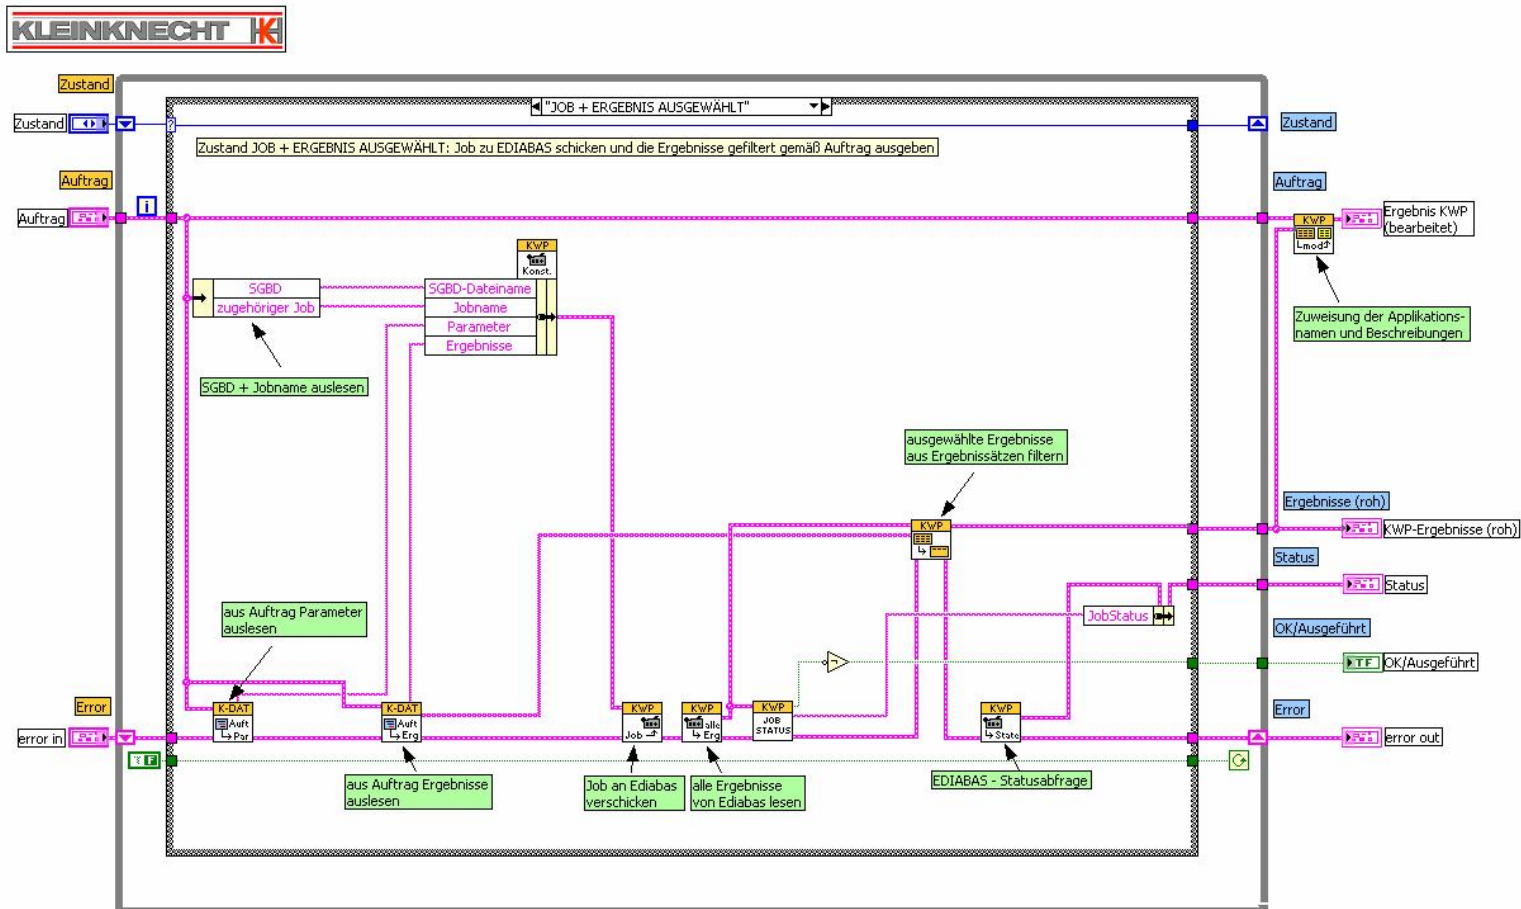 KLEINKNECHT
Zustand
"JOB + ERGEBNIS AUSGEWÄHLT"
Zustand
?
Zustand
Zustand JOB + ERGEBNIS AUSGEWÄHLT: Job zu EDIABAS schicken und die Ergebnisse gefiltert gemäß Auftrag ausgeben
Auftrag
Auftrag
i
Auftrag
KWP
mod
Ergebnis KWP
(bearbeitet)
KWP
Konst.
SGBD
zugehöriger Job
SGBD-Dateiname
Jobname
Parameter
Ergebnisse
Zuweisung der Applikations-
namen und Beschreibungen
SGBD + Jobname auslesen
ausgewählte Ergebnisse
aus Ergebnissätzen filtern
Ergebnisse (roh)
KWP
KWP-Ergebnisse (roh)
Status
Status
aus Auftrag Parameter
auslesen
JobStatus
OK/Ausgeführt
TF
OK/Ausgeführt
Error
K-DAT
Auft
Par
K-DAT
Auft
Erg
KWP
Job
KWP
alle
Erg
KWP
JOB
STATUS
KWP
State
Error
error in
error out
F
aus Auftrag Ergebnisse
auslesen
Job an Ediabas
verschicken
alle Ergebnisse
von Ediabas lesen
EDIABAS - Statusabfrage